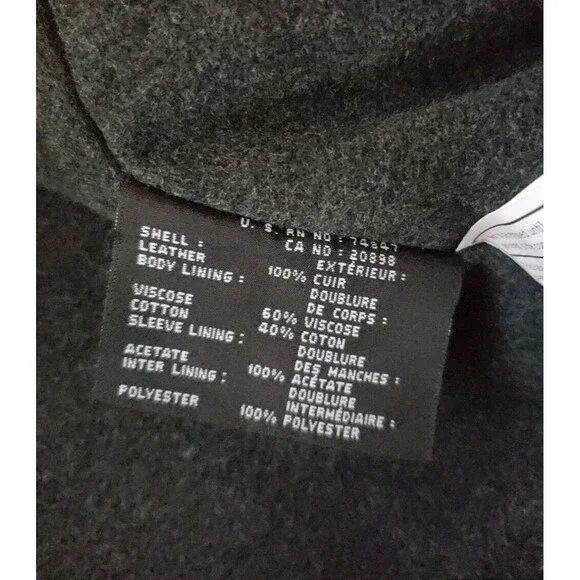 U. S. RN NO : 74847
CA NO : 20898
SHELL : EXTÉRIEUR :
LEATHER 100% CUIR
BODY LINING : DOUBLURE
DE CORPS :
VISCOSE 60% VISCOSE
COTTON 40% COTON
SLEEVE LINING : DOUBLURE
DES MANCHES :
ACETATE 100% ACÉTATE
INTER LINING : DOUBLURE
INTERMÉDIAIRE :
POLYESTER 100% POLYESTER